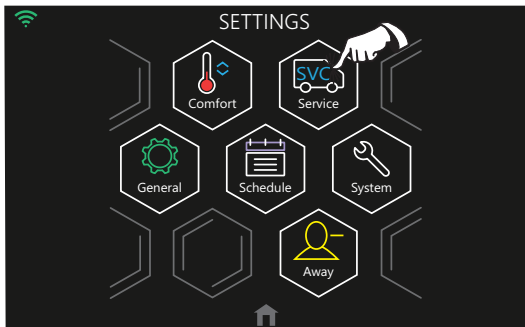 SETTINGS
Comfort
SVC
Service
General
Schedule
System
Away